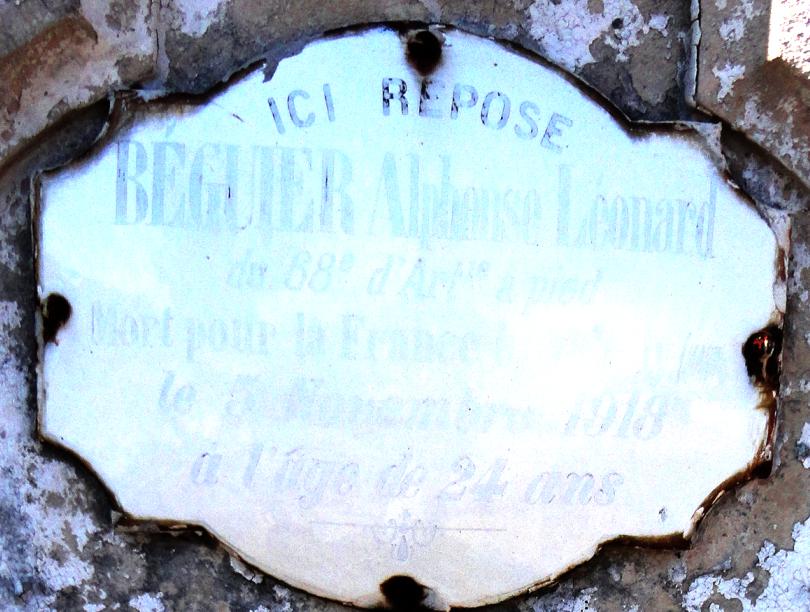 ICI REPOSE
BÉGUIER Alphonse Léonard
du 68e d'Artie à pied
Mort pour la France
le 5 Novembre 1918
à l'âge de 24 ans